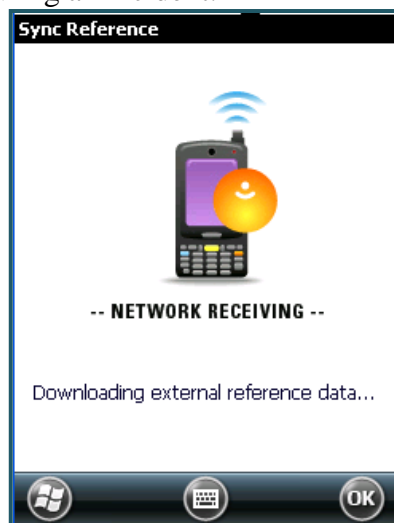 Sync Reference
-- NETWORK RECEIVING --
Downloading external reference data...
OK